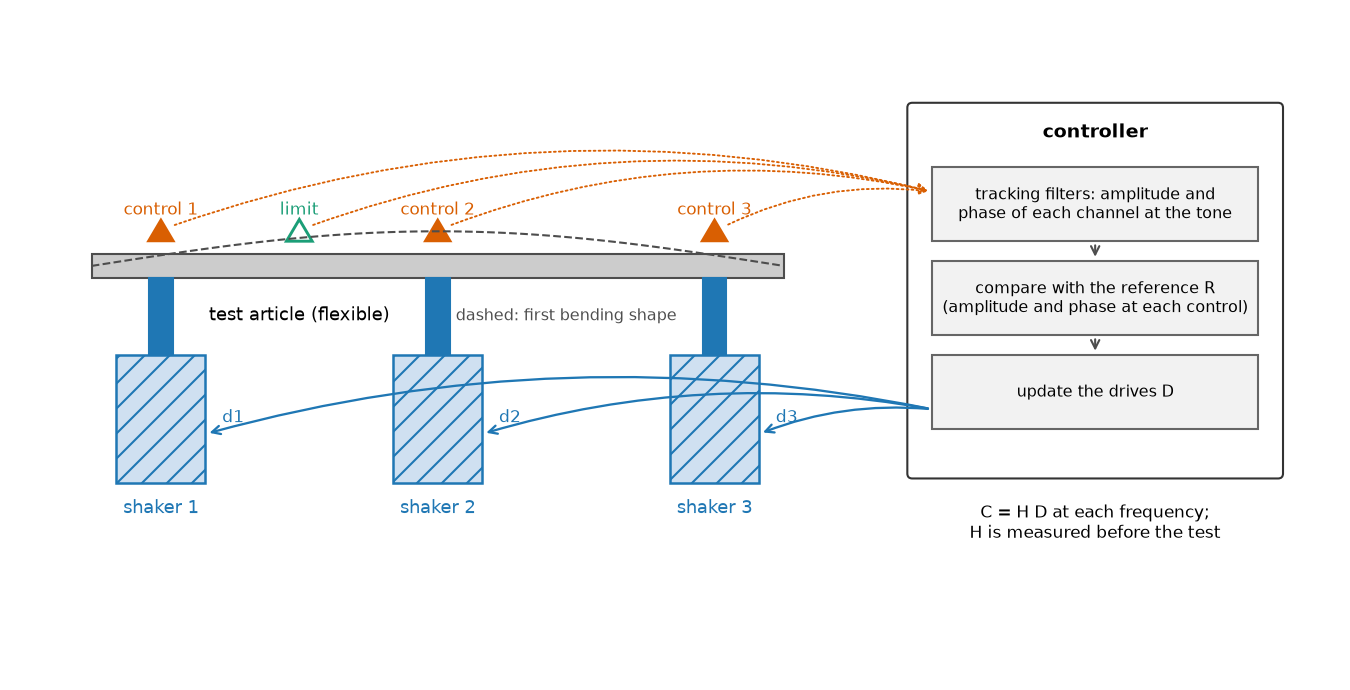 controller
tracking filters: amplitude and
phase of each channel at the tone
control 1
limit
control 2
control 3
compare with the reference R
(amplitude and phase at each control)
test article (flexible)
dashed: first bending shape
update the drives D
d1
d2
d3
shaker 1
shaker 2
shaker 3
C = H D at each frequency;
H is measured before the test